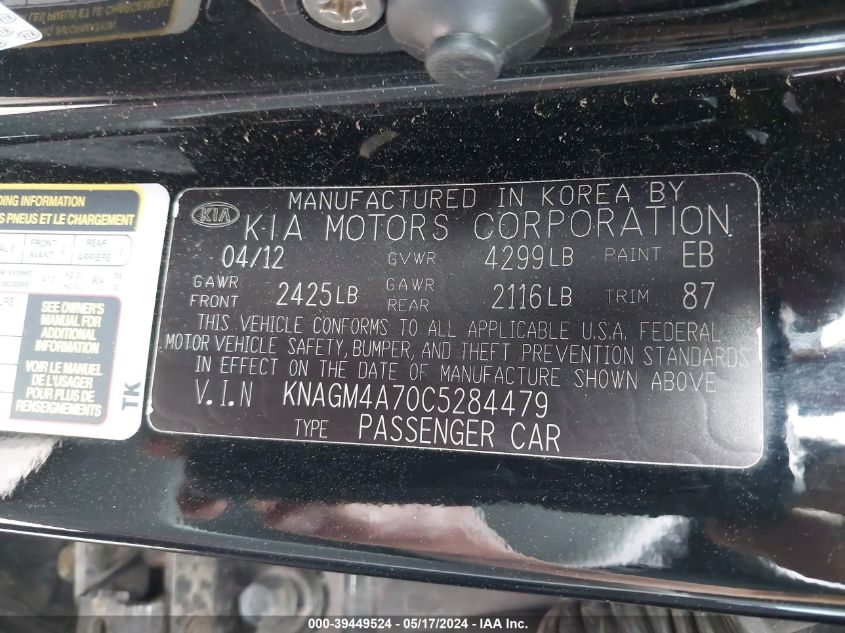 MANUFACTURED IN KOREA BY
KIA KIA MOTORS CORPORATION
04/12 GVWR 4299LB PAINT EB
GAWR FRONT 2425LB GAWR REAR 2116LB TRIM 87
THIS VEHICLE CONFORMS TO ALL APPLICABLE U.S.A. FEDERAL
MOTOR VEHICLE SAFETY, BUMPER, AND THEFT PREVENTION STANDARDS
IN EFFECT ON THE DATE OF MANUFACTURE SHOWN ABOVE
V.I.N KNAGM4A70C5284479
TYPE PASSENGER CAR
INFORMATION
PNEUS ET LE CHARGEMENT
FRONT AVANT
REAR ARRIÈRE
SEE OWNER'S
MANUAL FOR
ADDITIONAL
INFORMATION
VOIR LE MANUEL
DE L'USAGER
POUR PLUS DE
RENSEIGNEMENTS
TK
000-39449524 - 05/17/2024 - IAA Inc.